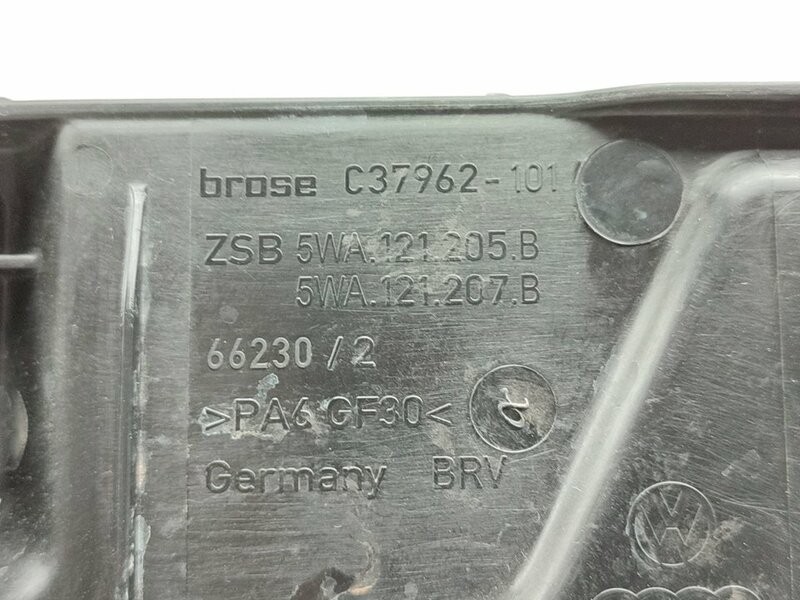 brose C37962-101
ZSB 5WA.121.205.B
5WA.121.207.B
66230/2
>PA6 GF30<
Germany BRV